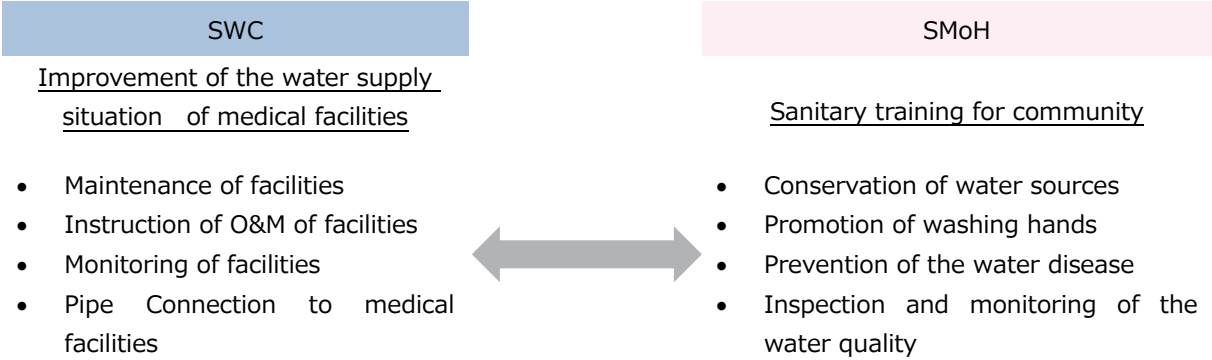 SWC
Improvement of the water supply
situation of medical facilities
• Maintenance of facilities
• Instruction of O&M of facilities
• Monitoring of facilities
• Pipe Connection to medical
facilities
SMoH
Sanitary training for community
• Conservation of water sources
• Promotion of washing hands
• Prevention of the water disease
• Inspection and monitoring of the
water quality